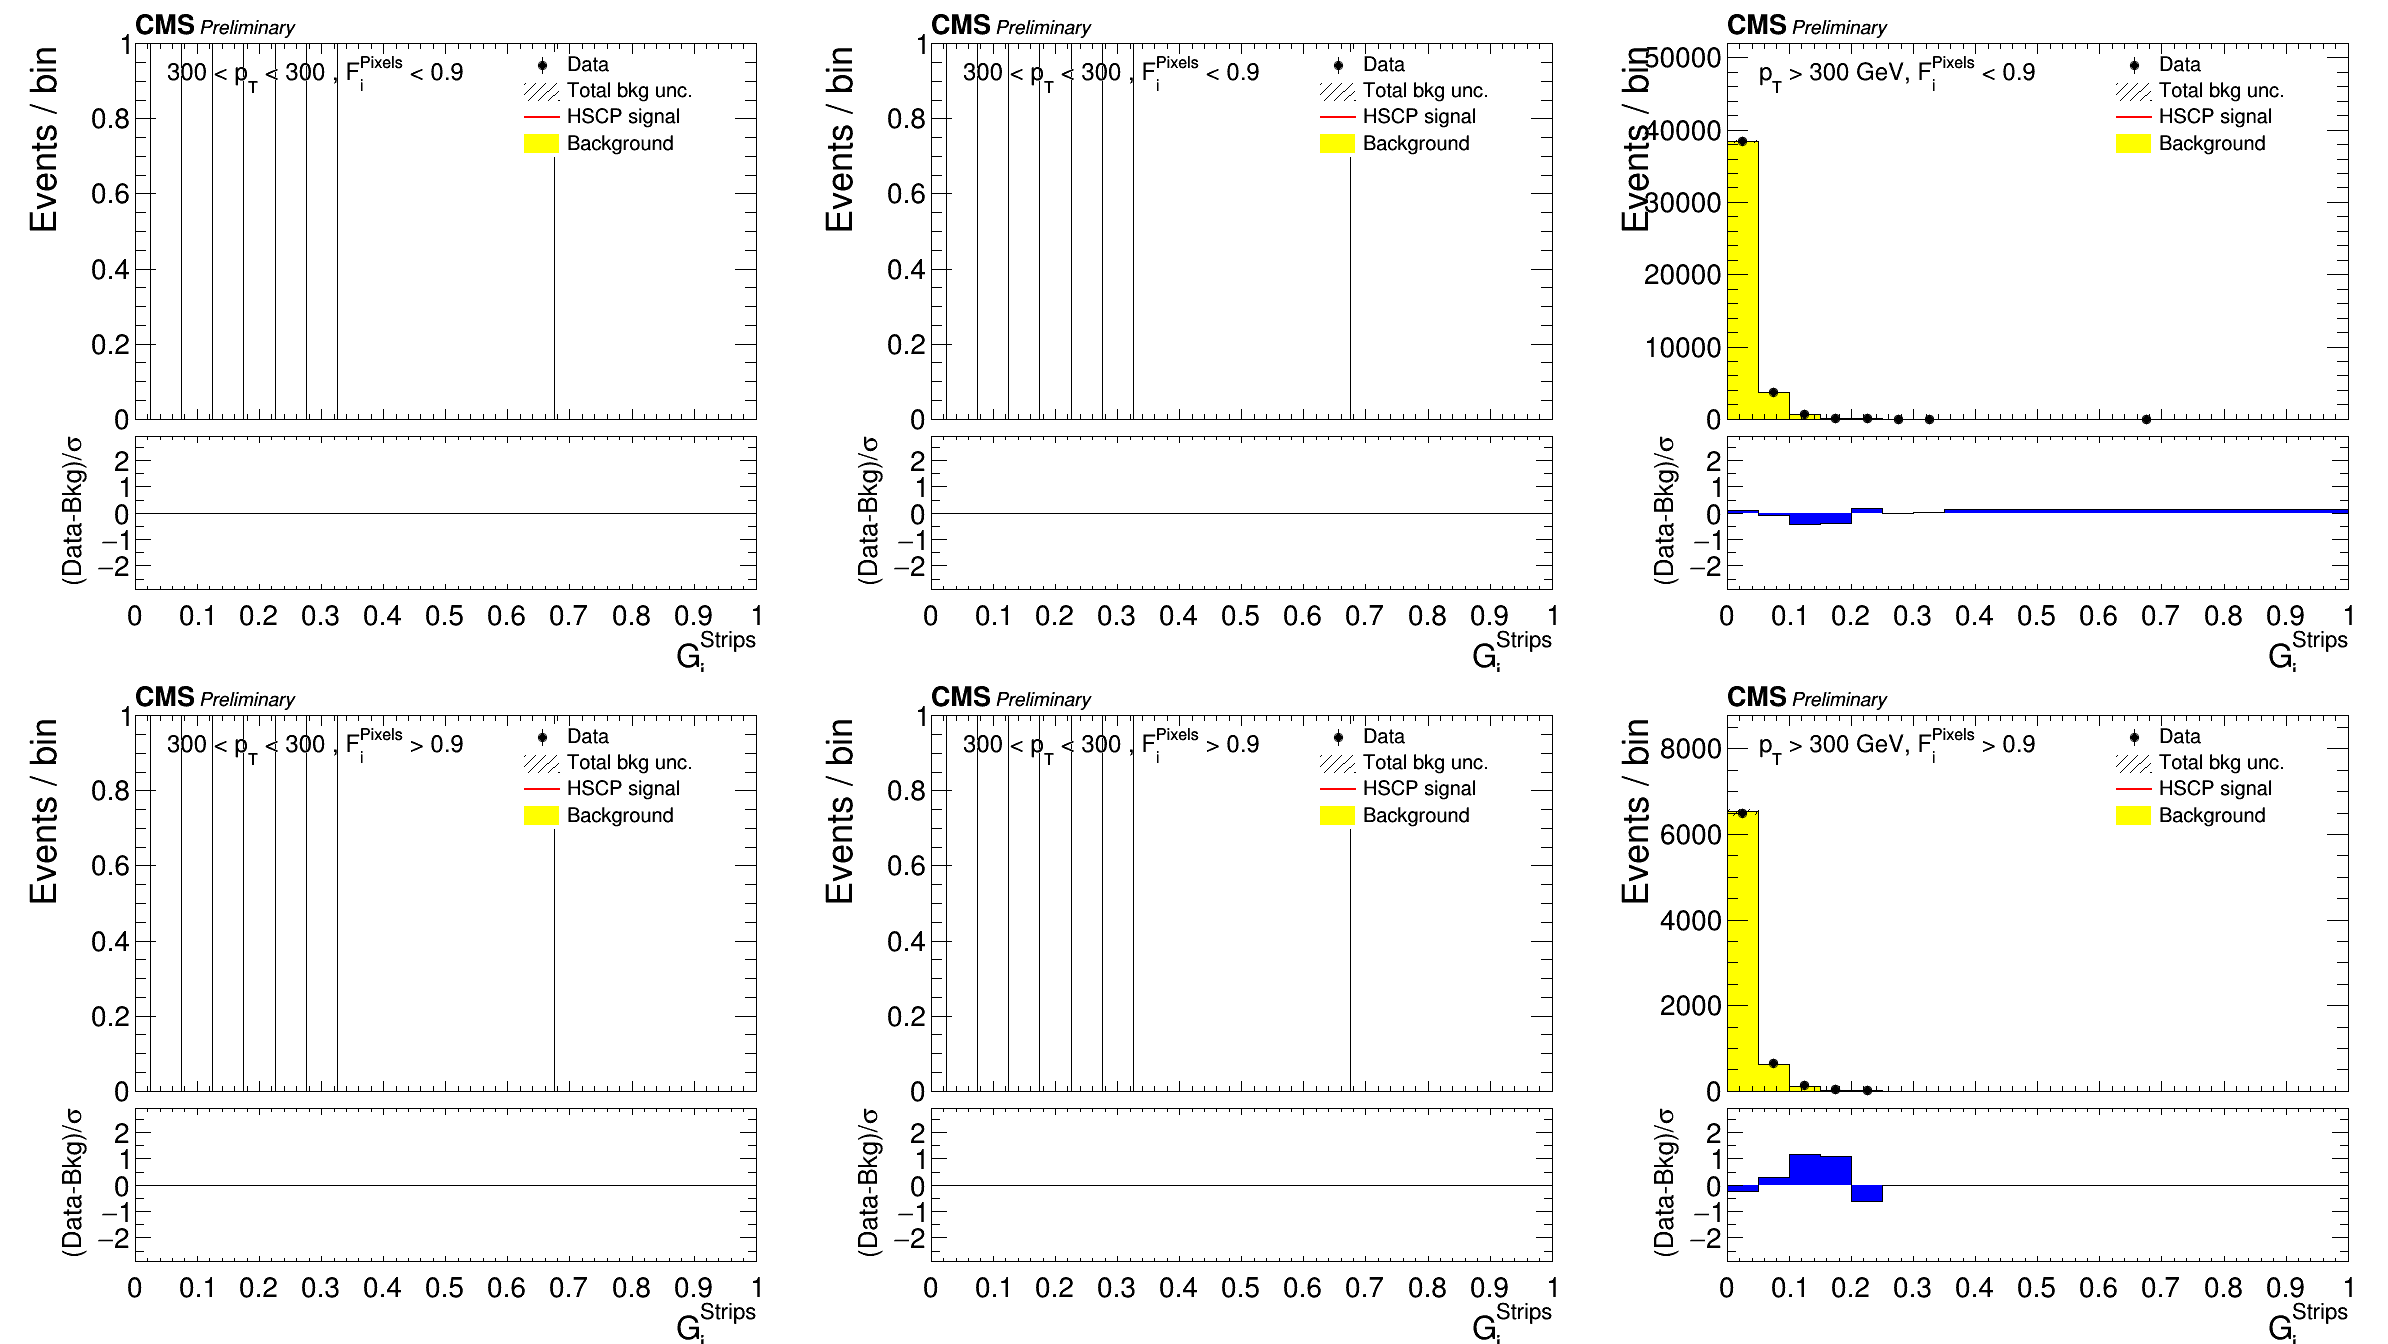 CMS Preliminary
Events / bin
300 < p_T < 300 , F_i^Pixels < 0.9
Data
Total bkg unc.
HSCP signal
Background
1
0.8
0.6
0.4
0.2
0
(Data-Bkg)/σ
2
1
0
−1
−2
0 0.1 0.2 0.3 0.4 0.5 0.6 0.7 0.8 0.9 1
G_i^Strips
CMS Preliminary
Events / bin
300 < p_T < 300 , F_i^Pixels < 0.9
Data
Total bkg unc.
HSCP signal
Background
1
0.8
0.6
0.4
0.2
0
(Data-Bkg)/σ
2
1
0
−1
−2
0 0.1 0.2 0.3 0.4 0.5 0.6 0.7 0.8 0.9 1
G_i^Strips
CMS Preliminary
Events / bin
p_T > 300 GeV, F_i^Pixels < 0.9
Data
Total bkg unc.
HSCP signal
Background
50000
40000
30000
20000
10000
0
(Data-Bkg)/σ
2
1
0
−1
−2
0 0.1 0.2 0.3 0.4 0.5 0.6 0.7 0.8 0.9 1
G_i^Strips
CMS Preliminary
Events / bin
300 < p_T < 300 , F_i^Pixels > 0.9
Data
Total bkg unc.
HSCP signal
Background
1
0.8
0.6
0.4
0.2
0
(Data-Bkg)/σ
2
1
0
−1
−2
0 0.1 0.2 0.3 0.4 0.5 0.6 0.7 0.8 0.9 1
G_i^Strips
CMS Preliminary
Events / bin
300 < p_T < 300 , F_i^Pixels > 0.9
Data
Total bkg unc.
HSCP signal
Background
1
0.8
0.6
0.4
0.2
0
(Data-Bkg)/σ
2
1
0
−1
−2
0 0.1 0.2 0.3 0.4 0.5 0.6 0.7 0.8 0.9 1
G_i^Strips
CMS Preliminary
Events / bin
p_T > 300 GeV, F_i^Pixels > 0.9
Data
Total bkg unc.
HSCP signal
Background
8000
6000
4000
2000
0
(Data-Bkg)/σ
2
1
0
−1
−2
0 0.1 0.2 0.3 0.4 0.5 0.6 0.7 0.8 0.9 1
G_i^Strips